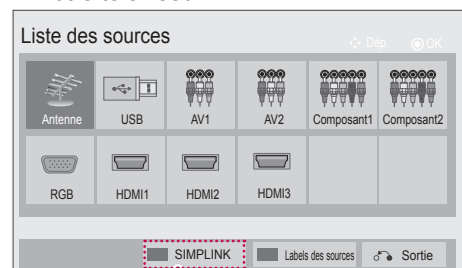 Liste des sources
Dép. OK
Antenne USB AV1 AV2 Composant1 Composant2
RGB HDMI1 HDMI2 HDMI3
SIMPLINK Labels des sources Sortie